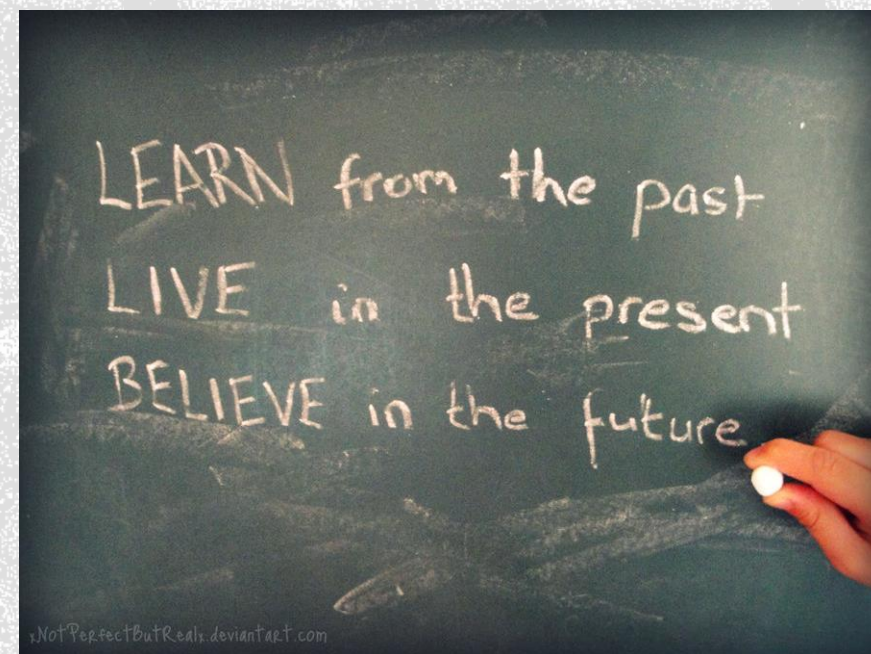 LEARN from the past
LIVE in the present
BELIEVE in the future
xNotPerfectButRealx.deviantart.com